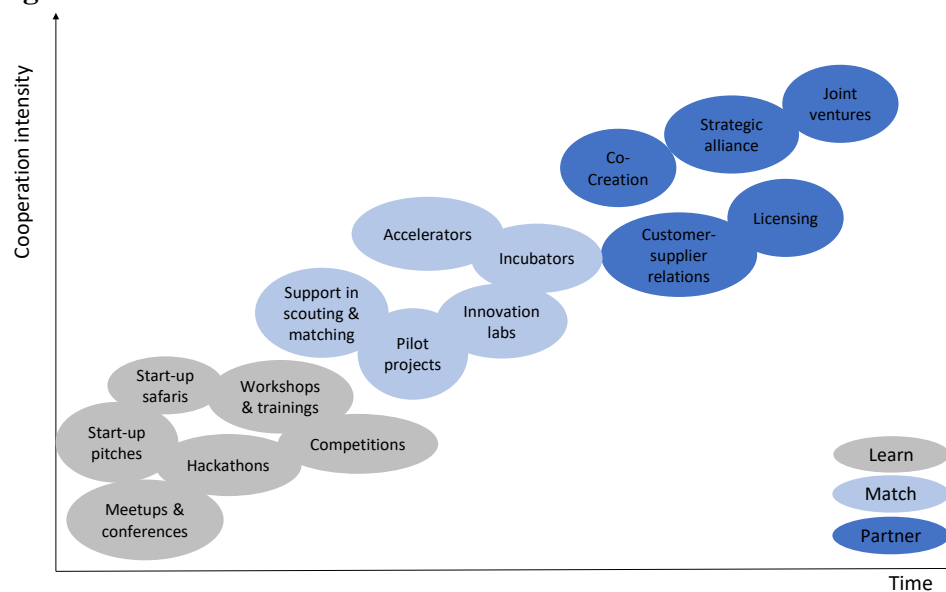 Cooperation intensity
Joint
ventures
Strategic
alliance
Co-
Creation
Licensing
Customer-
supplier
relations
Accelerators
Incubators
Support in
scouting &
matching
Innovation
labs
Pilot
projects
Start-up
safaris
Workshops
& trainings
Start-up
pitches
Competitions
Hackathons
Meetups &
conferences
Learn
Match
Partner
Time